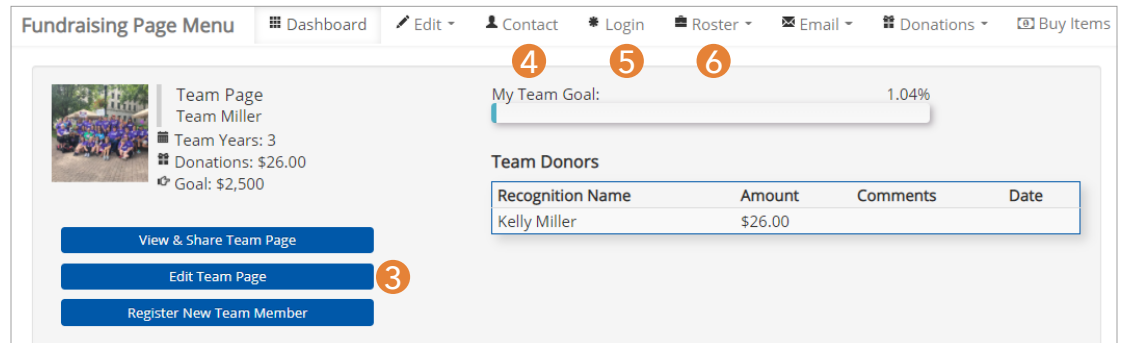 Fundraising Page Menu Dashboard Edit Contact Login Roster Email Donations Buy Items
4 5 6
Team Page
Team Miller
Team Years: 3
Donations: $26.00
Goal: $2,500
View & Share Team Page
Edit Team Page 3
Register New Team Member
My Team Goal: 1.04%
Team Donors
Recognition Name Amount Comments Date
Kelly Miller $26.00